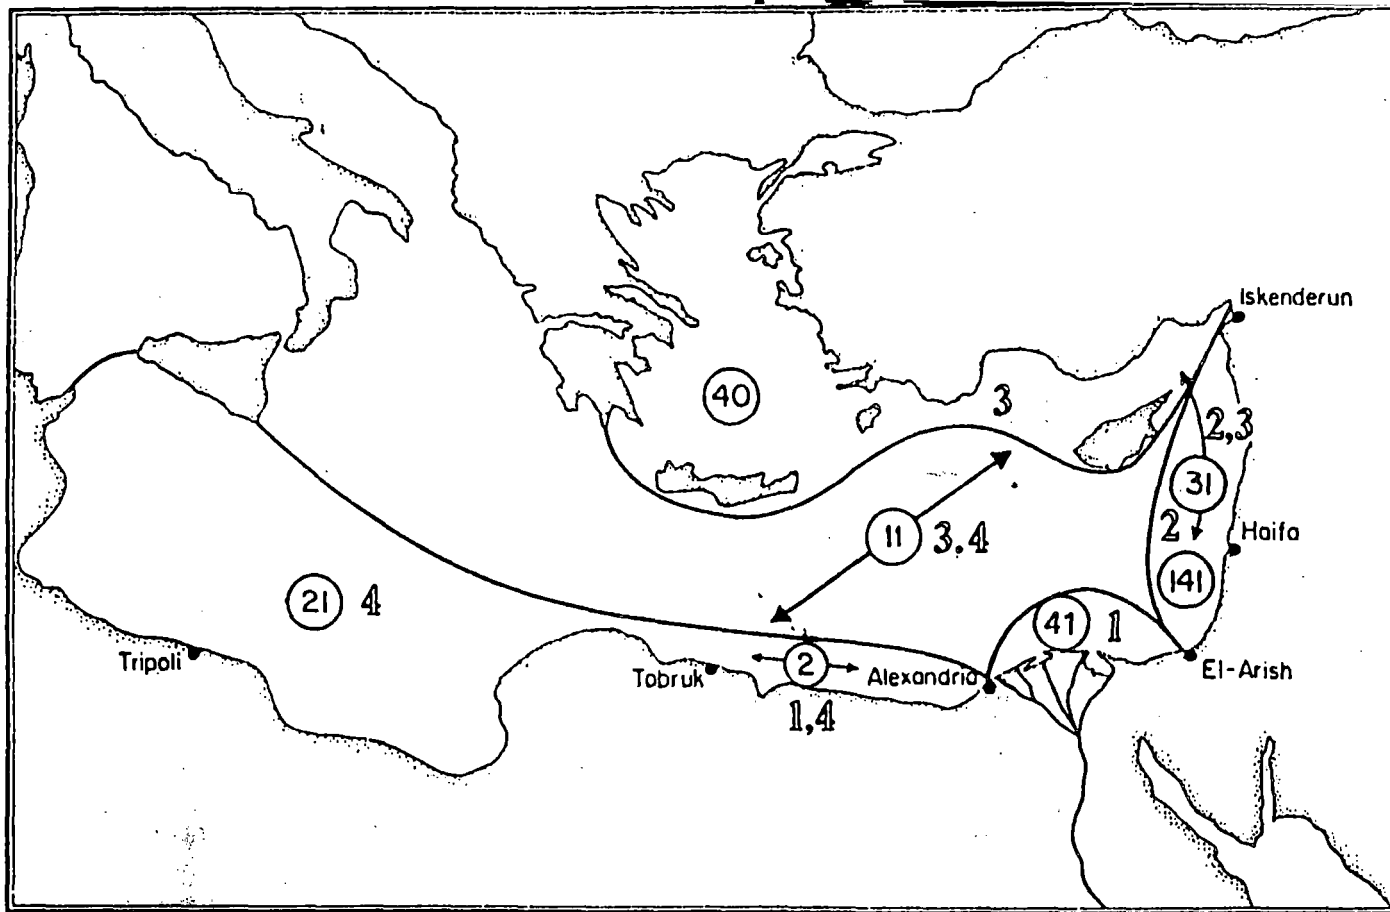 Iskenderun
40
3
2,3
31
11 3,4
2
Haifa
141
21 4
41 1
Tripoli
Tobruk
2
Alexandria
El-Arish
1,4